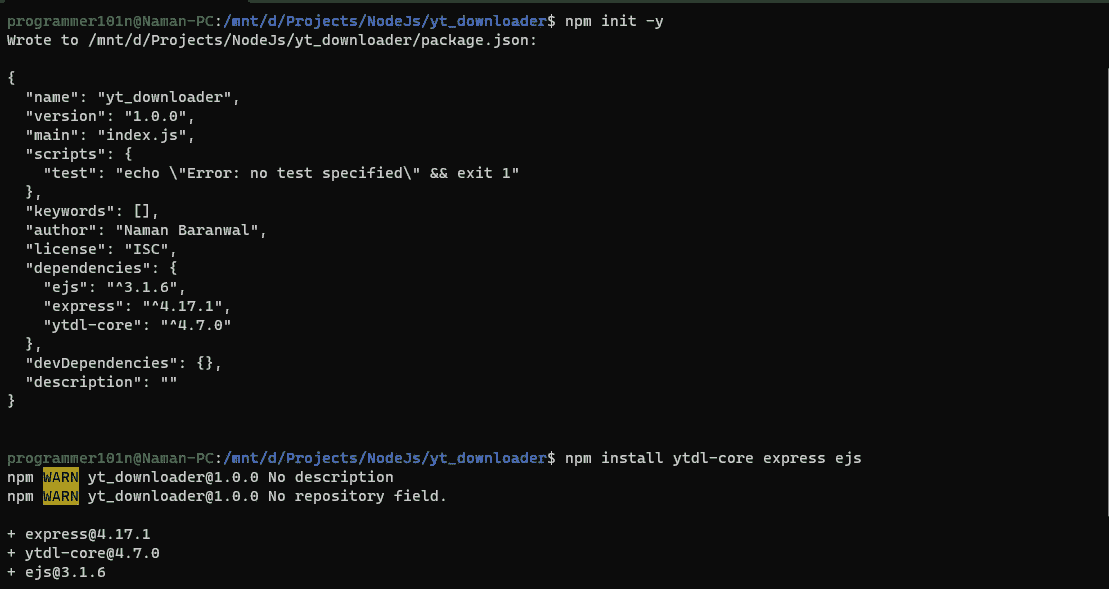 programmer101n@Naman-PC:/mnt/d/Projects/NodeJs/yt_downloader$ npm init -y
Wrote to /mnt/d/Projects/NodeJs/yt_downloader/package.json:
{
  "name": "yt_downloader",
  "version": "1.0.0",
  "main": "index.js",
  "scripts": {
    "test": "echo \"Error: no test specified\" && exit 1"
  },
  "keywords": [],
  "author": "Naman Baranwal",
  "license": "ISC",
  "dependencies": {
    "ejs": "^3.1.6",
    "express": "^4.17.1",
    "ytdl-core": "^4.7.0"
  },
  "devDependencies": {},
  "description": ""
}
programmer101n@Naman-PC:/mnt/d/Projects/NodeJs/yt_downloader$ npm install ytdl-core express ejs
npm WARN yt_downloader@1.0.0 No description
npm WARN yt_downloader@1.0.0 No repository field.
+ express@4.17.1
+ ytdl-core@4.7.0
+ ejs@3.1.6